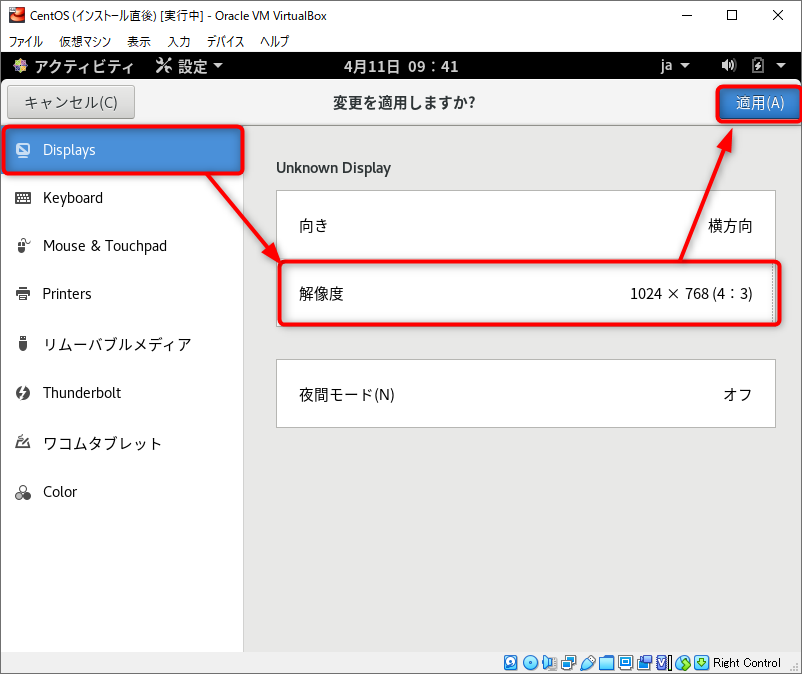 CentOS (インストール直後) [実行中] - Oracle VM VirtualBox
ファイル 仮想マシン 表示 入力 デバイス ヘルプ
アクティビティ 設定 4月11日 09：41 ja
キャンセル(C) 変更を適用しますか? 適用(A)
Displays
Keyboard
Mouse & Touchpad
Printers
リムーバブルメディア
Thunderbolt
ワコムタブレット
Color
Unknown Display
向き 横方向
解像度 1024 × 768 (4：3)
夜間モード(N) オフ
Right Control